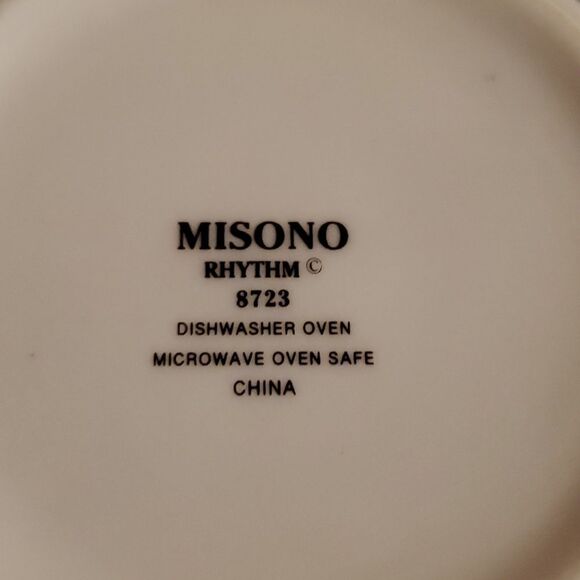 MISONO
RHYTHM ©
8723
DISHWASHER OVEN
MICROWAVE OVEN SAFE
CHINA